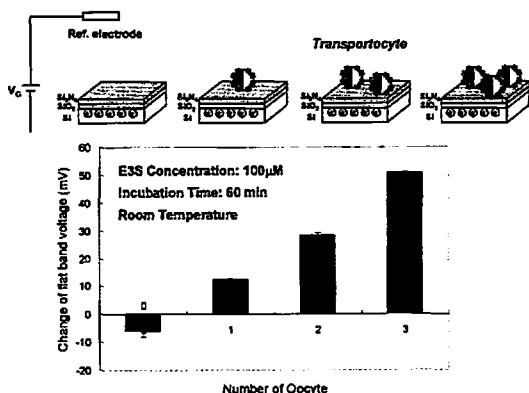 Ref. electrode
Transportocyte
V_G
Si₃N₄
SiO₂
Si
Si₃N₄
SiO₂
Si
Si₃N₄
SiO₂
Si
Si₃N₄
SiO₂
Si
Change of flat band voltage (mV)
60
50
40
30
20
10
0
-10
-20
E3S Concentration: 100μM
Incubation Time: 60 min
Room Temperature
0
1
2
3
Number of Oocyte